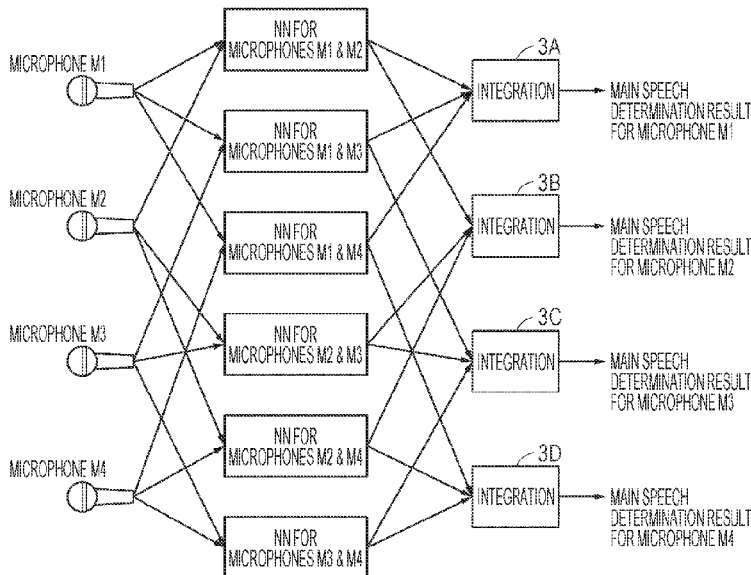 MICROPHONE M1
MICROPHONE M2
MICROPHONE M3
MICROPHONE M4
NN FOR
MICROPHONES M1 & M2
NN FOR
MICROPHONES M1 & M3
NN FOR
MICROPHONES M1 & M4
NN FOR
MICROPHONES M2 & M3
NN FOR
MICROPHONES M2 & M4
NN FOR
MICROPHONES M3 & M4
3A
INTEGRATION
3B
INTEGRATION
3C
INTEGRATION
3D
INTEGRATION
MAIN SPEECH
DETERMINATION RESULT
FOR MICROPHONE M1
MAIN SPEECH
DETERMINATION RESULT
FOR MICROPHONE M2
MAIN SPEECH
DETERMINATION RESULT
FOR MICROPHONE M3
MAIN SPEECH
DETERMINATION RESULT
FOR MICROPHONE M4